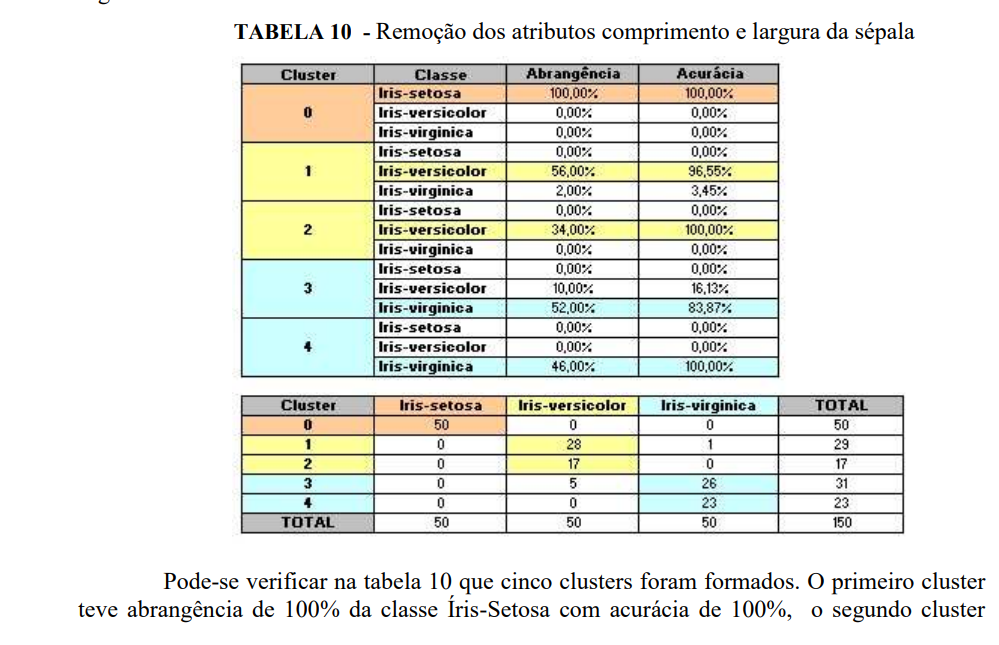 TABELA 10 - Remoção dos atributos comprimento e largura da sépala
Cluster Classe Abrangência Acurácia
Iris-setosa 100,00% 100,00%
0 Iris-versicolor 0,00% 0,00%
Iris-virginica 0,00% 0,00%
Iris-setosa 0,00% 0,00%
1 Iris-versicolor 56,00% 96,55%
Iris-virginica 2,00% 3,45%
Iris-setosa 0,00% 0,00%
2 Iris-versicolor 34,00% 100,00%
Iris-virginica 0,00% 0,00%
Iris-setosa 0,00% 0,00%
3 Iris-versicolor 10,00% 16,13%
Iris-virginica 52,00% 83,87%
Iris-setosa 0,00% 0,00%
4 Iris-versicolor 0,00% 0,00%
Iris-virginica 46,00% 100,00%
Cluster Iris-setosa Iris-versicolor Iris-virginica TOTAL
0 50 0 0 50
1 0 28 1 29
2 0 17 0 17
3 0 5 26 31
4 0 0 23 23
TOTAL 50 50 50 150
Pode-se verificar na tabela 10 que cinco clusters foram formados. O primeiro cluster
teve abrangência de 100% da classe Íris-Setosa com acurácia de 100%, o segundo cluster